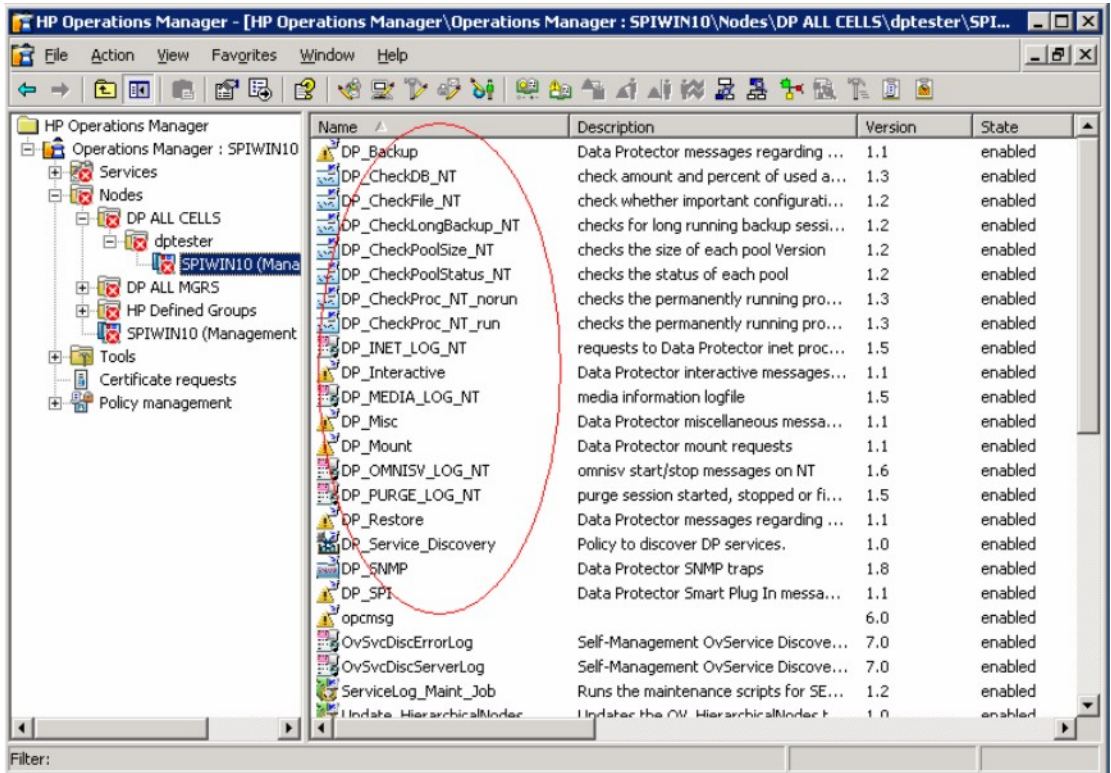 HP Operations Manager - [HP Operations Manager\Operations Manager : SPIWIN10\Nodes\DP ALL CELLS\dptester\SPI...
File Action View Favorites Window Help
HP Operations Manager
Operations Manager : SPIWIN10
Services
Nodes
DP ALL CELLS
dptester
SPIWIN10 (Mana
DP ALL MGRS
HP Defined Groups
SPIWIN10 (Management
Tools
Certificate requests
Policy management
Name Description Version State
DP_Backup Data Protector messages regarding ... 1.1 enabled
DP_CheckDB_NT check amount and percent of used a... 1.3 enabled
DP_CheckFile_NT check whether important configurati... 1.2 enabled
DP_CheckLongBackup_NT checks for long running backup sessi... 1.2 enabled
DP_CheckPoolSize_NT checks the size of each pool Version 1.2 enabled
DP_CheckPoolStatus_NT checks the status of each pool 1.2 enabled
DP_CheckProc_NT_norun checks the permanently running pro... 1.3 enabled
DP_CheckProc_NT_run checks the permanently running pro... 1.3 enabled
DP_INET_LOG_NT requests to Data Protector inet proc... 1.5 enabled
DP_Interactive Data Protector interactive messages... 1.1 enabled
DP_MEDIA_LOG_NT media information logfile 1.5 enabled
DP_Misc Data Protector miscellaneous messa... 1.1 enabled
DP_Mount Data Protector mount requests 1.1 enabled
DP_OMNISV_LOG_NT omnisv start/stop messages on NT 1.6 enabled
DP_PURGE_LOG_NT purge session started, stopped or fi... 1.5 enabled
DP_Restore Data Protector messages regarding ... 1.1 enabled
DP_Service_Discovery Policy to discover DP services. 1.0 enabled
DP_SNMP Data Protector SNMP traps 1.8 enabled
DP_SPI Data Protector Smart Plug In messa... 1.1 enabled
opcmsg 6.0 enabled
OvSvcDiscErrorLog Self-Management OvService Discove... 7.0 enabled
OvSvcDiscServerLog Self-Management OvService Discove... 7.0 enabled
ServiceLog_Maint_Job Runs the maintenance scripts for SE... 1.2 enabled
Update_HierarchicalNodes Updates the OV_HierarchicalNodes t... 1.0 enabled
Filter: